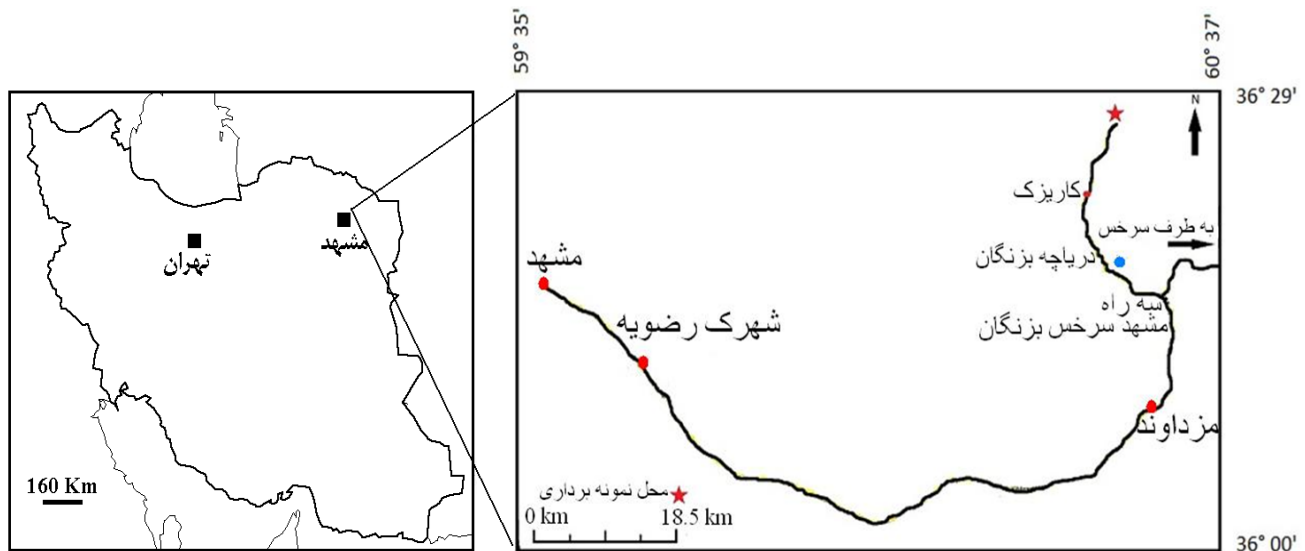 59° 35'
60° 37'
36° 29'
36° 00'
N
مشهد
تهران
160 Km
کاریزک
به طرف سرخس
دریاچه بزنگان
سه راه
مشهد سرخس بزنگان
مشهد
شهرک رضویه
مزداوند
محل نمونه برداری
0 km
18.5 km